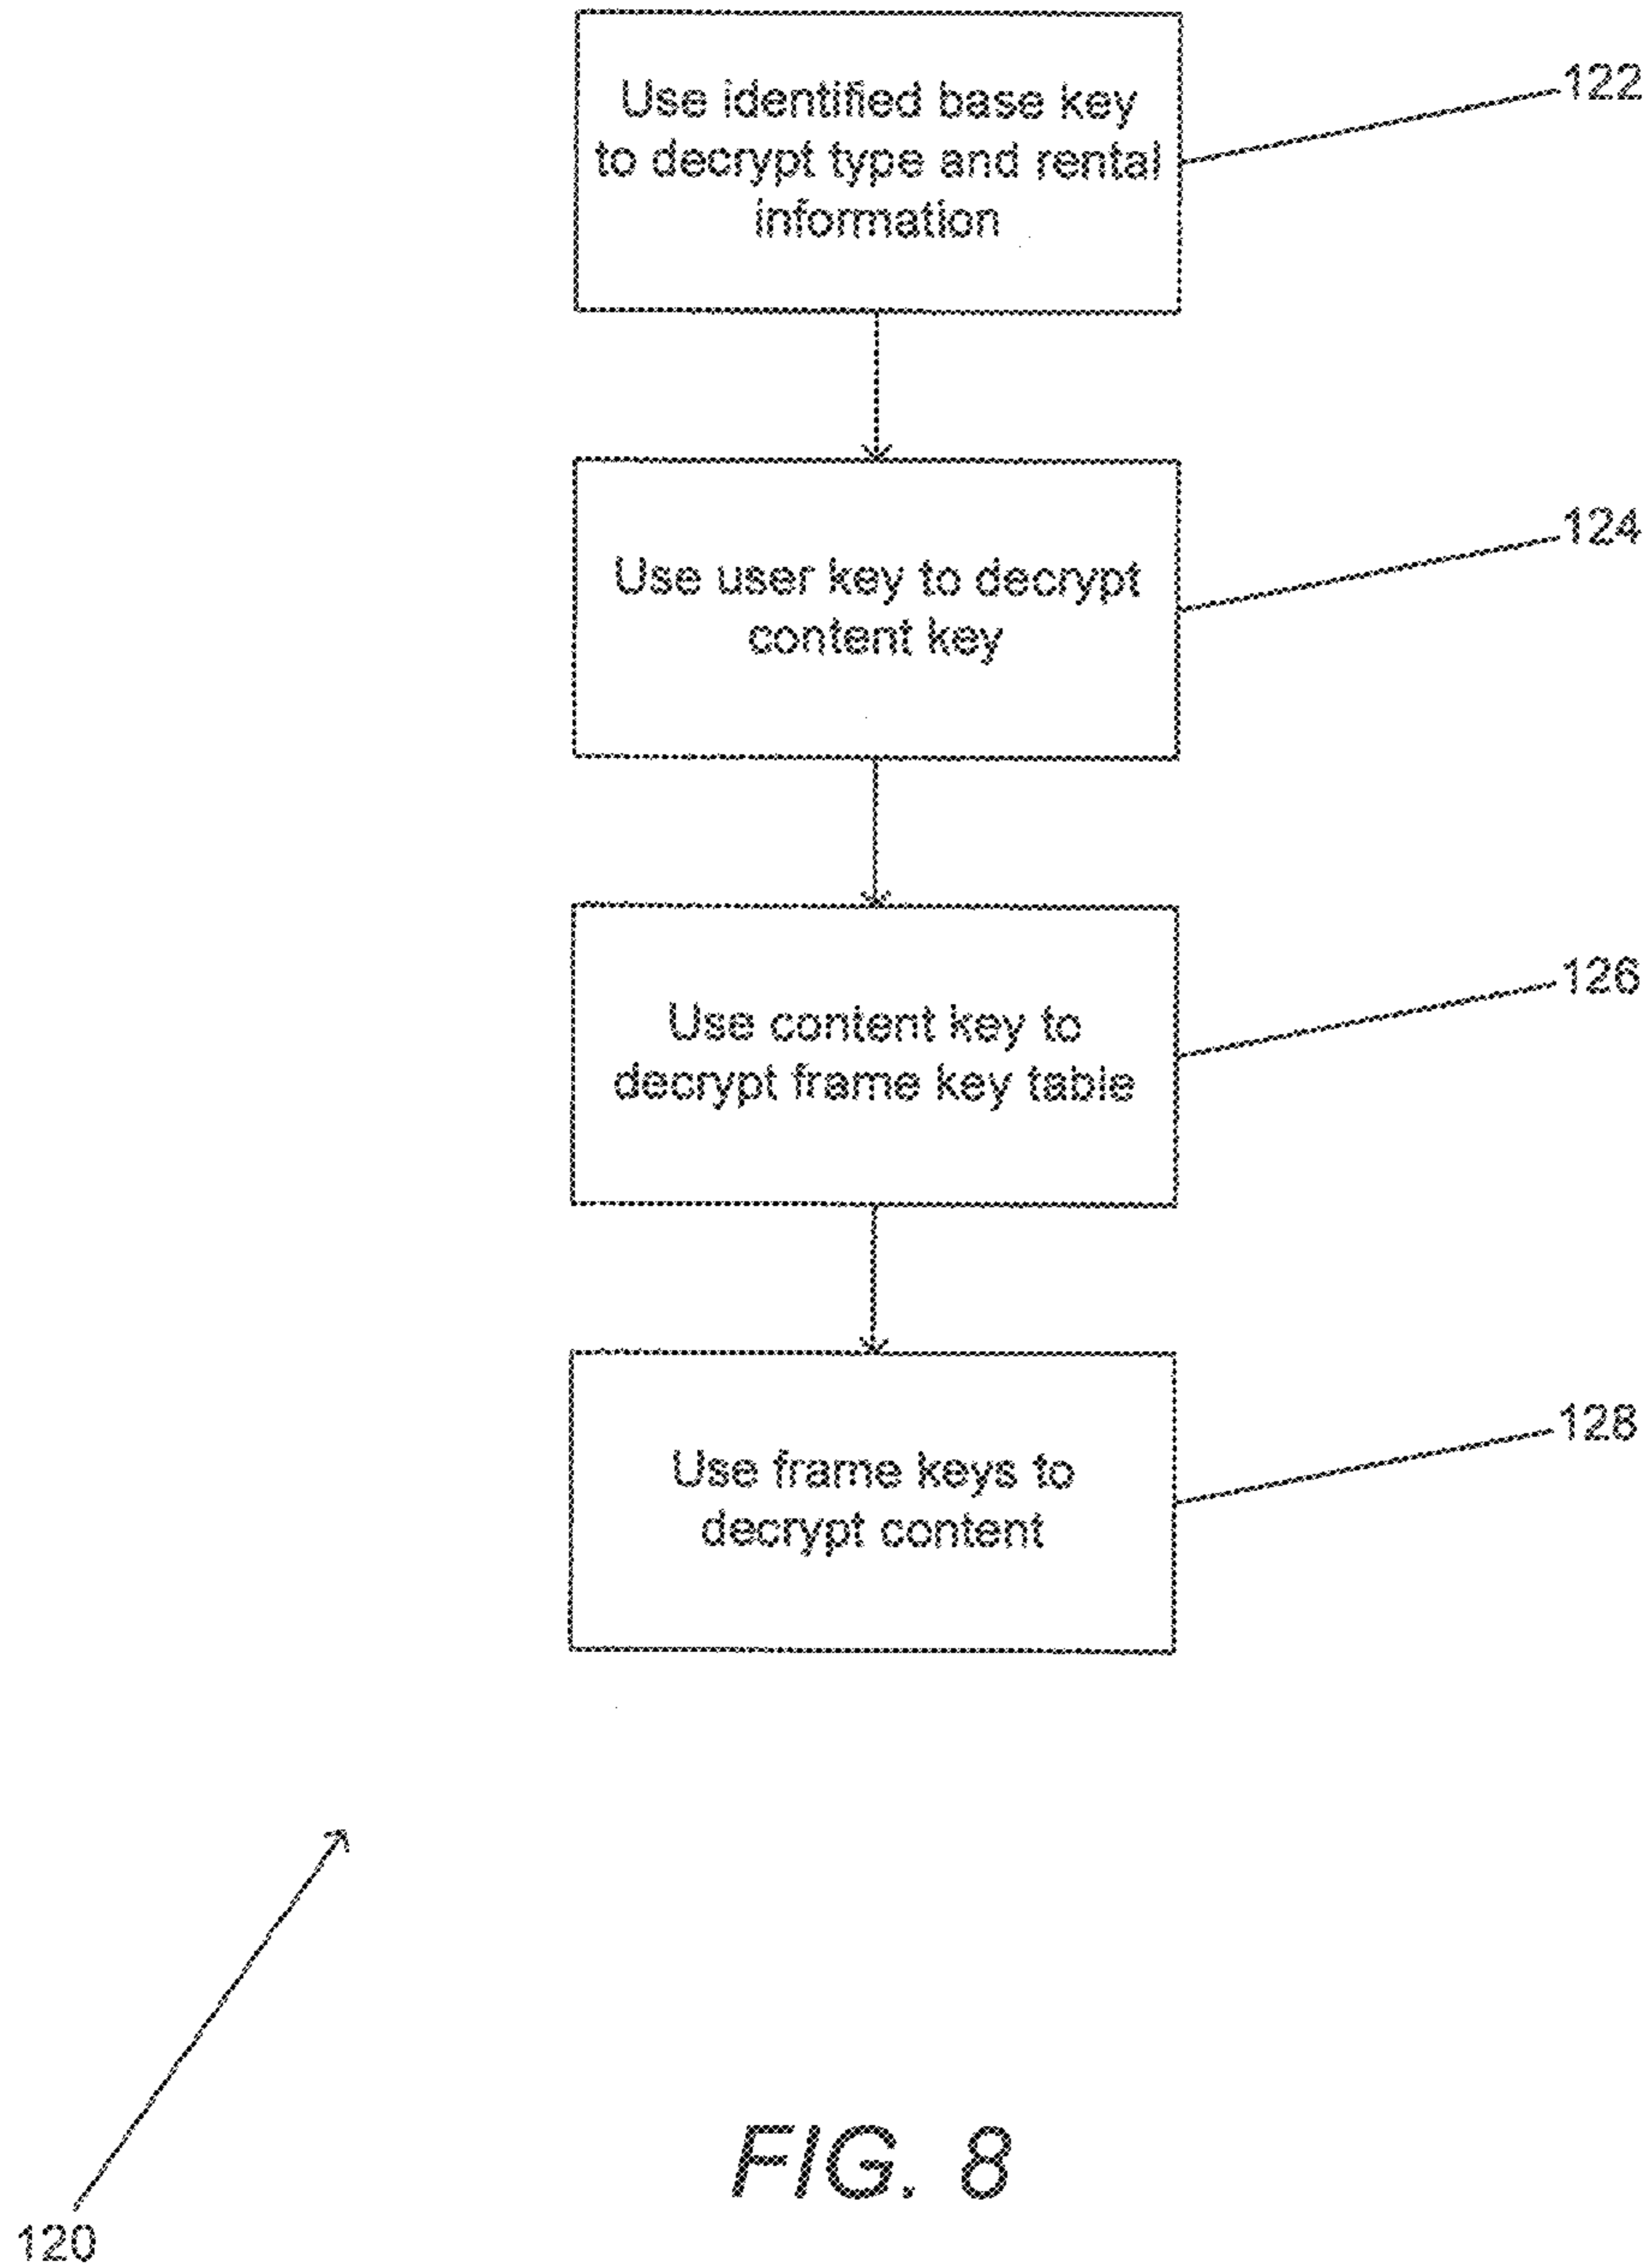 Use identified base key
to decrypt type and rental
information
122
Use user key to decrypt
content key
124
Use content key to
decrypt frame key table
126
Use frame keys to
decrypt content
128
120
FIG. 8